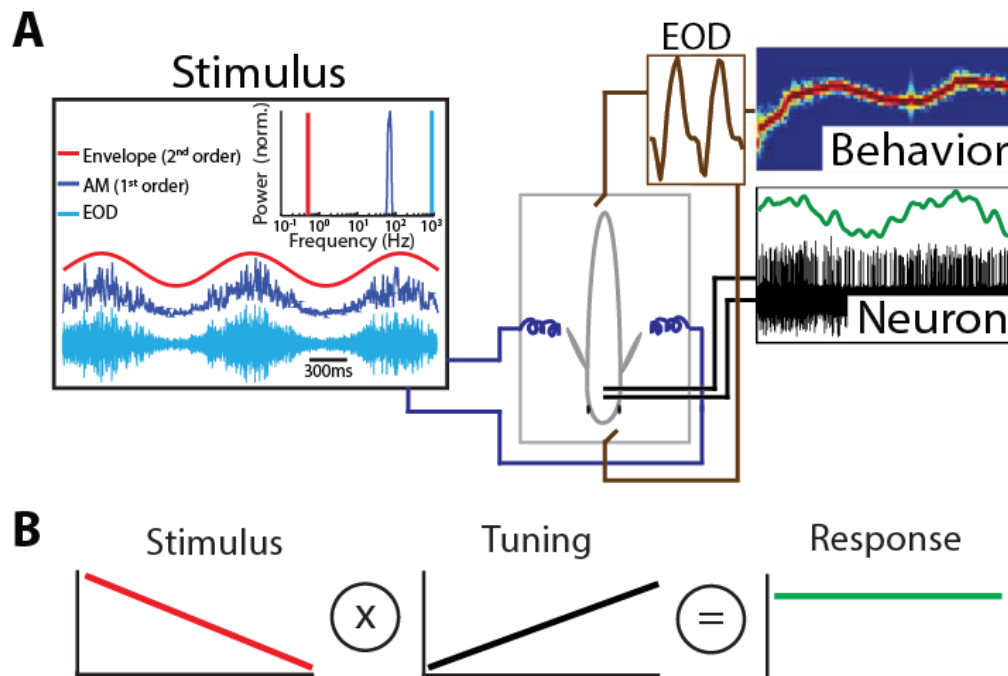 A
Stimulus
EOD
Envelope (2nd order)
AM (1st order)
EOD
Power (norm.)
10-1 100 101 102 103
Frequency (Hz)
300ms
Behavior
Neuron
B
Stimulus
Tuning
Response
x
=